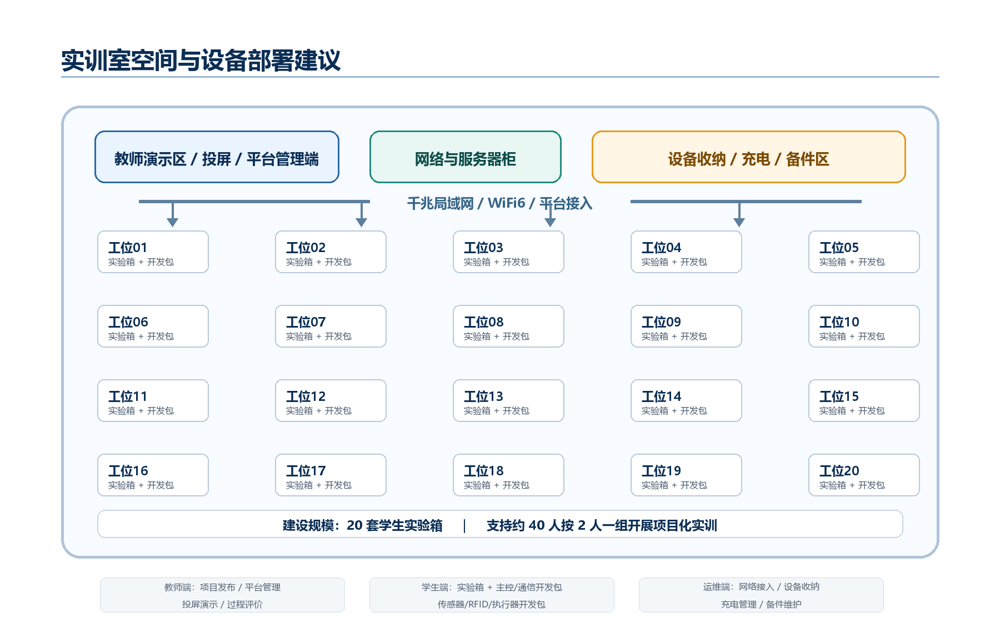 实训室空间与设备部署建议
教师演示区 / 投屏 / 平台管理端
网络与服务器柜
设备收纳 / 充电 / 备件区
千兆局域网 / WiFi6 / 平台接入
工位01
实验箱 + 开发包
工位02
实验箱 + 开发包
工位03
实验箱 + 开发包
工位04
实验箱 + 开发包
工位05
实验箱 + 开发包
工位06
实验箱 + 开发包
工位07
实验箱 + 开发包
工位08
实验箱 + 开发包
工位09
实验箱 + 开发包
工位10
实验箱 + 开发包
工位11
实验箱 + 开发包
工位12
实验箱 + 开发包
工位13
实验箱 + 开发包
工位14
实验箱 + 开发包
工位15
实验箱 + 开发包
工位16
实验箱 + 开发包
工位17
实验箱 + 开发包
工位18
实验箱 + 开发包
工位19
实验箱 + 开发包
工位20
实验箱 + 开发包
建设规模：20 套学生实验箱 | 支持约 40 人按 2 人一组开展项目化实训
教师端：项目发布 / 平台管理
投屏演示 / 过程评价
学生端：实验箱 + 主控/通信开发包
传感器/RFID/执行器开发包
运维端：网络接入 / 设备收纳
充电管理 / 备件维护